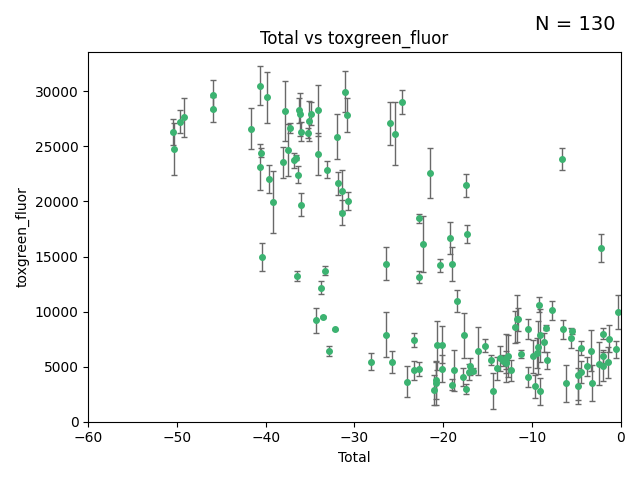 N = 130
Total vs toxgreen_fluor
30000
25000
20000
15000
10000
5000
0
toxgreen_fluor
−60 −50 −40 −30 −20 −10 0
Total